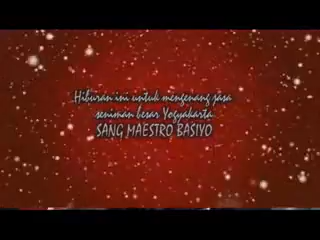 Hiburan ini untuk mengenang jasa
seniman besar Yogyakarta
SANG MAESTRO BASIYO